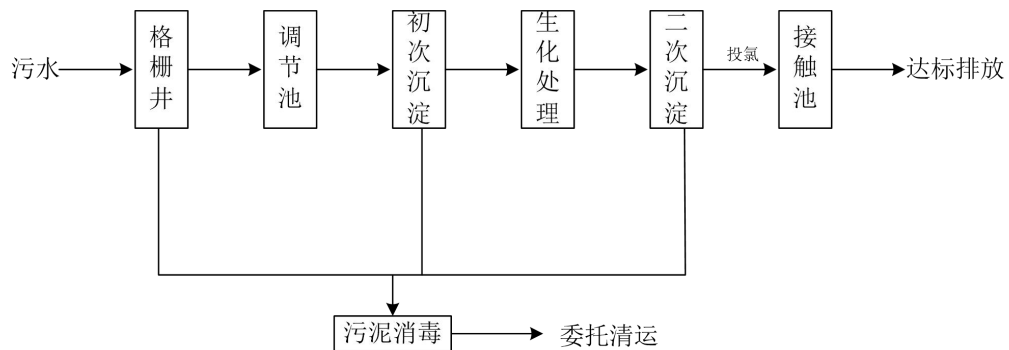 污水
格栅井
调节池
初次沉淀
生化处理
二次沉淀
投氯
接触池
达标排放
污泥消毒
委托清运